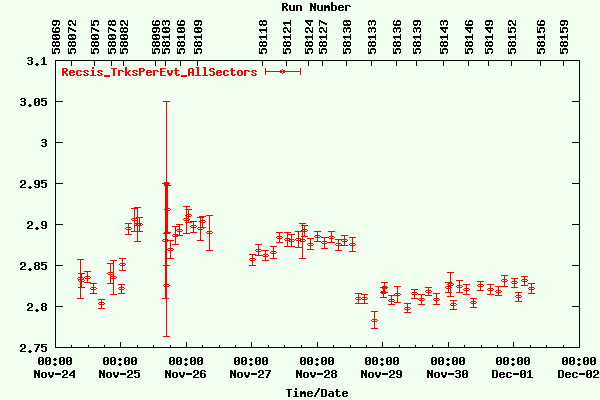 Run Number
58069 58072 58075 58078 58082 58096 58103 58106 58109 58118 58121 58124 58127 58130 58133 58136 58139 58143 58146 58149 58152 58156 58159
3.1
Recsis_TrksPerEvt_AllSectors
3.05
3
2.95
2.9
2.85
2.8
2.75
00:00 00:00 00:00 00:00 00:00 00:00 00:00 00:00 00:00
Nov-24 Nov-25 Nov-26 Nov-27 Nov-28 Nov-29 Nov-30 Dec-01 Dec-02
Time/Date